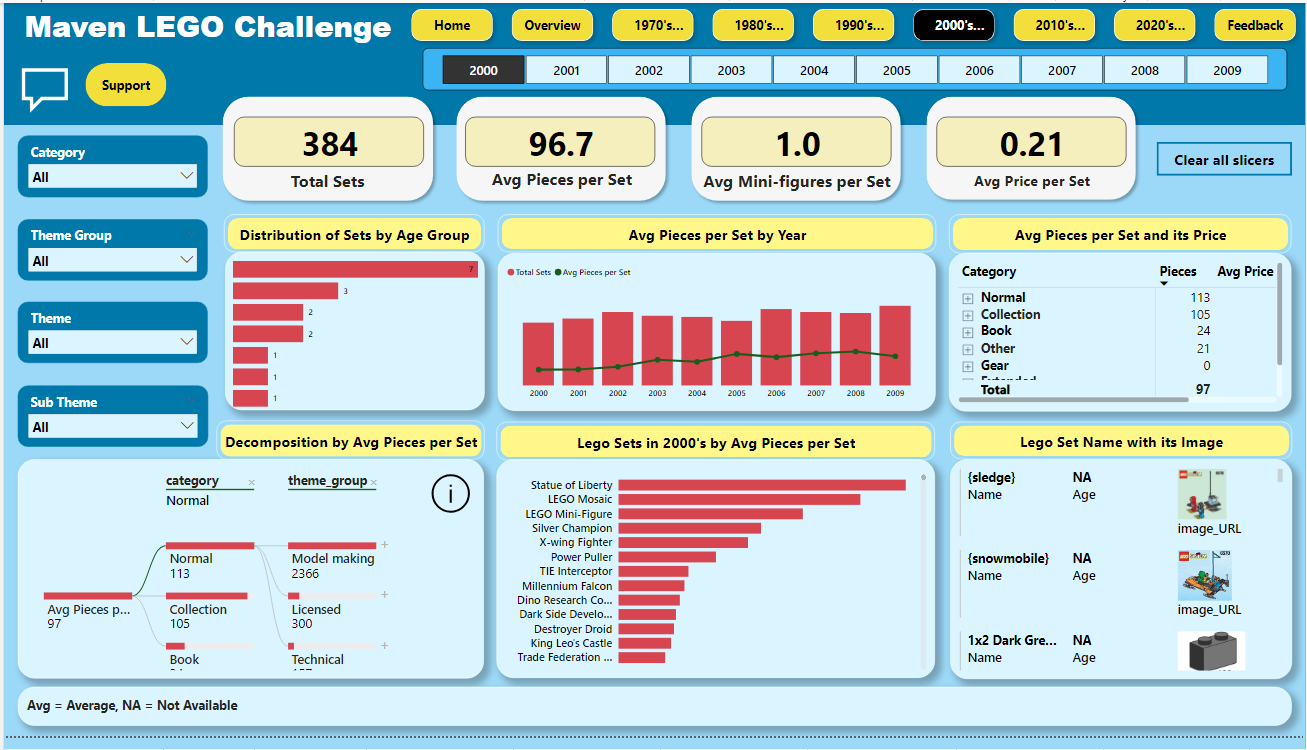 Maven LEGO Challenge
Home
Overview
1970's...
1980's...
1990's...
2000's...
2010's...
2020's...
Feedback
2000
2001
2002
2003
2004
2005
2006
2007
2008
2009
Support
384
Total Sets
96.7
Avg Pieces per Set
1.0
Avg Mini-figures per Set
0.21
Avg Price per Set
Clear all slicers
Category
All
Theme Group
All
Theme
All
Sub Theme
All
Distribution of Sets by Age Group
7
3
2
2
1
1
1
Avg Pieces per Set by Year
Total Sets Avg Pieces per Set
2000 2001 2002 2003 2004 2005 2006 2007 2008 2009
Avg Pieces per Set and its Price
Category Pieces Avg Price
Normal 113
Collection 105
Book 24
Other 21
Gear 0
Extended
Total 97
Decomposition by Avg Pieces per Set
category
Normal
theme_group
i
Avg Pieces p...
97
Normal
113
Collection
105
Book
Model making
2366
Licensed
300
Technical
Lego Sets in 2000's by Avg Pieces per Set
Statue of Liberty
LEGO Mosaic
LEGO Mini-Figure
Silver Champion
X-wing Fighter
Power Puller
TIE Interceptor
Millennium Falcon
Dino Research Co...
Dark Side Develo...
Destroyer Droid
King Leo's Castle
Trade Federation ...
Lego Set Name with its Image
{sledge} NA
Name Age
image_URL
{snowmobile} NA
Name Age
image_URL
1x2 Dark Gre... NA
Name Age
Avg = Average, NA = Not Available